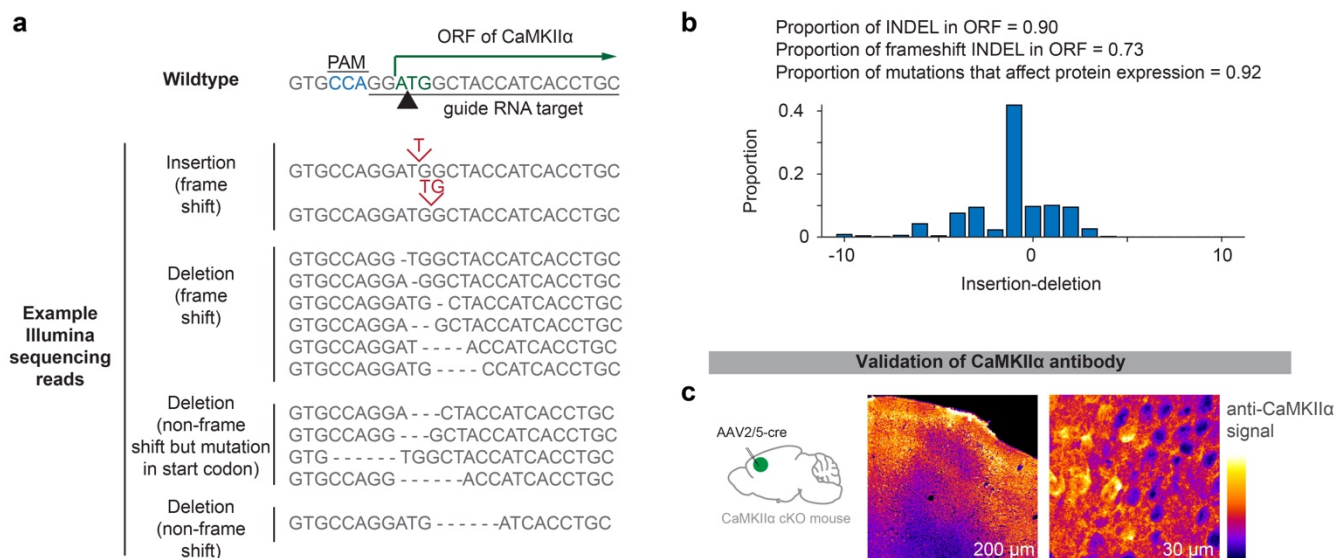 a
ORF of CaMKIIα
PAM
Wildtype
GTGCCAGGATGGCTACCATCACCTGC
guide RNA target
Example
Illumina
sequencing
reads
Insertion
(frame
shift)
T
GTGCCAGGATGGCTACCATCACCTGC
TG
GTGCCAGGATGGCTACCATCACCTGC
Deletion
(frame
shift)
GTGCCAGG -TGGCTACCATCACCTGC
GTGCCAGGA -GGCTACCATCACCTGC
GTGCCAGGATG - CTACCATCACCTGC
GTGCCAGGA - - GCTACCATCACCTGC
GTGCCAGGAT - - - - ACCATCACCTGC
GTGCCAGGATG - - - - CCATCACCTGC
Deletion
(non-frame
shift but mutation
in start codon)
GTGCCAGGA - - -CTACCATCACCTGC
GTGCCAGG - - -GCTACCATCACCTGC
GTG - - - - - - TGGCTACCATCACCTGC
GTGCCAGG - - - - - -ACCATCACCTGC
Deletion
(non-frame
shift)
GTGCCAGGATG - - - - - -ATCACCTGC
b
Proportion of INDEL in ORF = 0.90
Proportion of frameshift INDEL in ORF = 0.73
Proportion of mutations that affect protein expression = 0.92
Proportion
0.4
0.2
0
-10
0
10
Insertion-deletion
Validation of CaMKIIα antibody
c
AAV2/5-cre
CaMKIIα cKO mouse
200 µm
30 µm
anti-CaMKIIα
signal